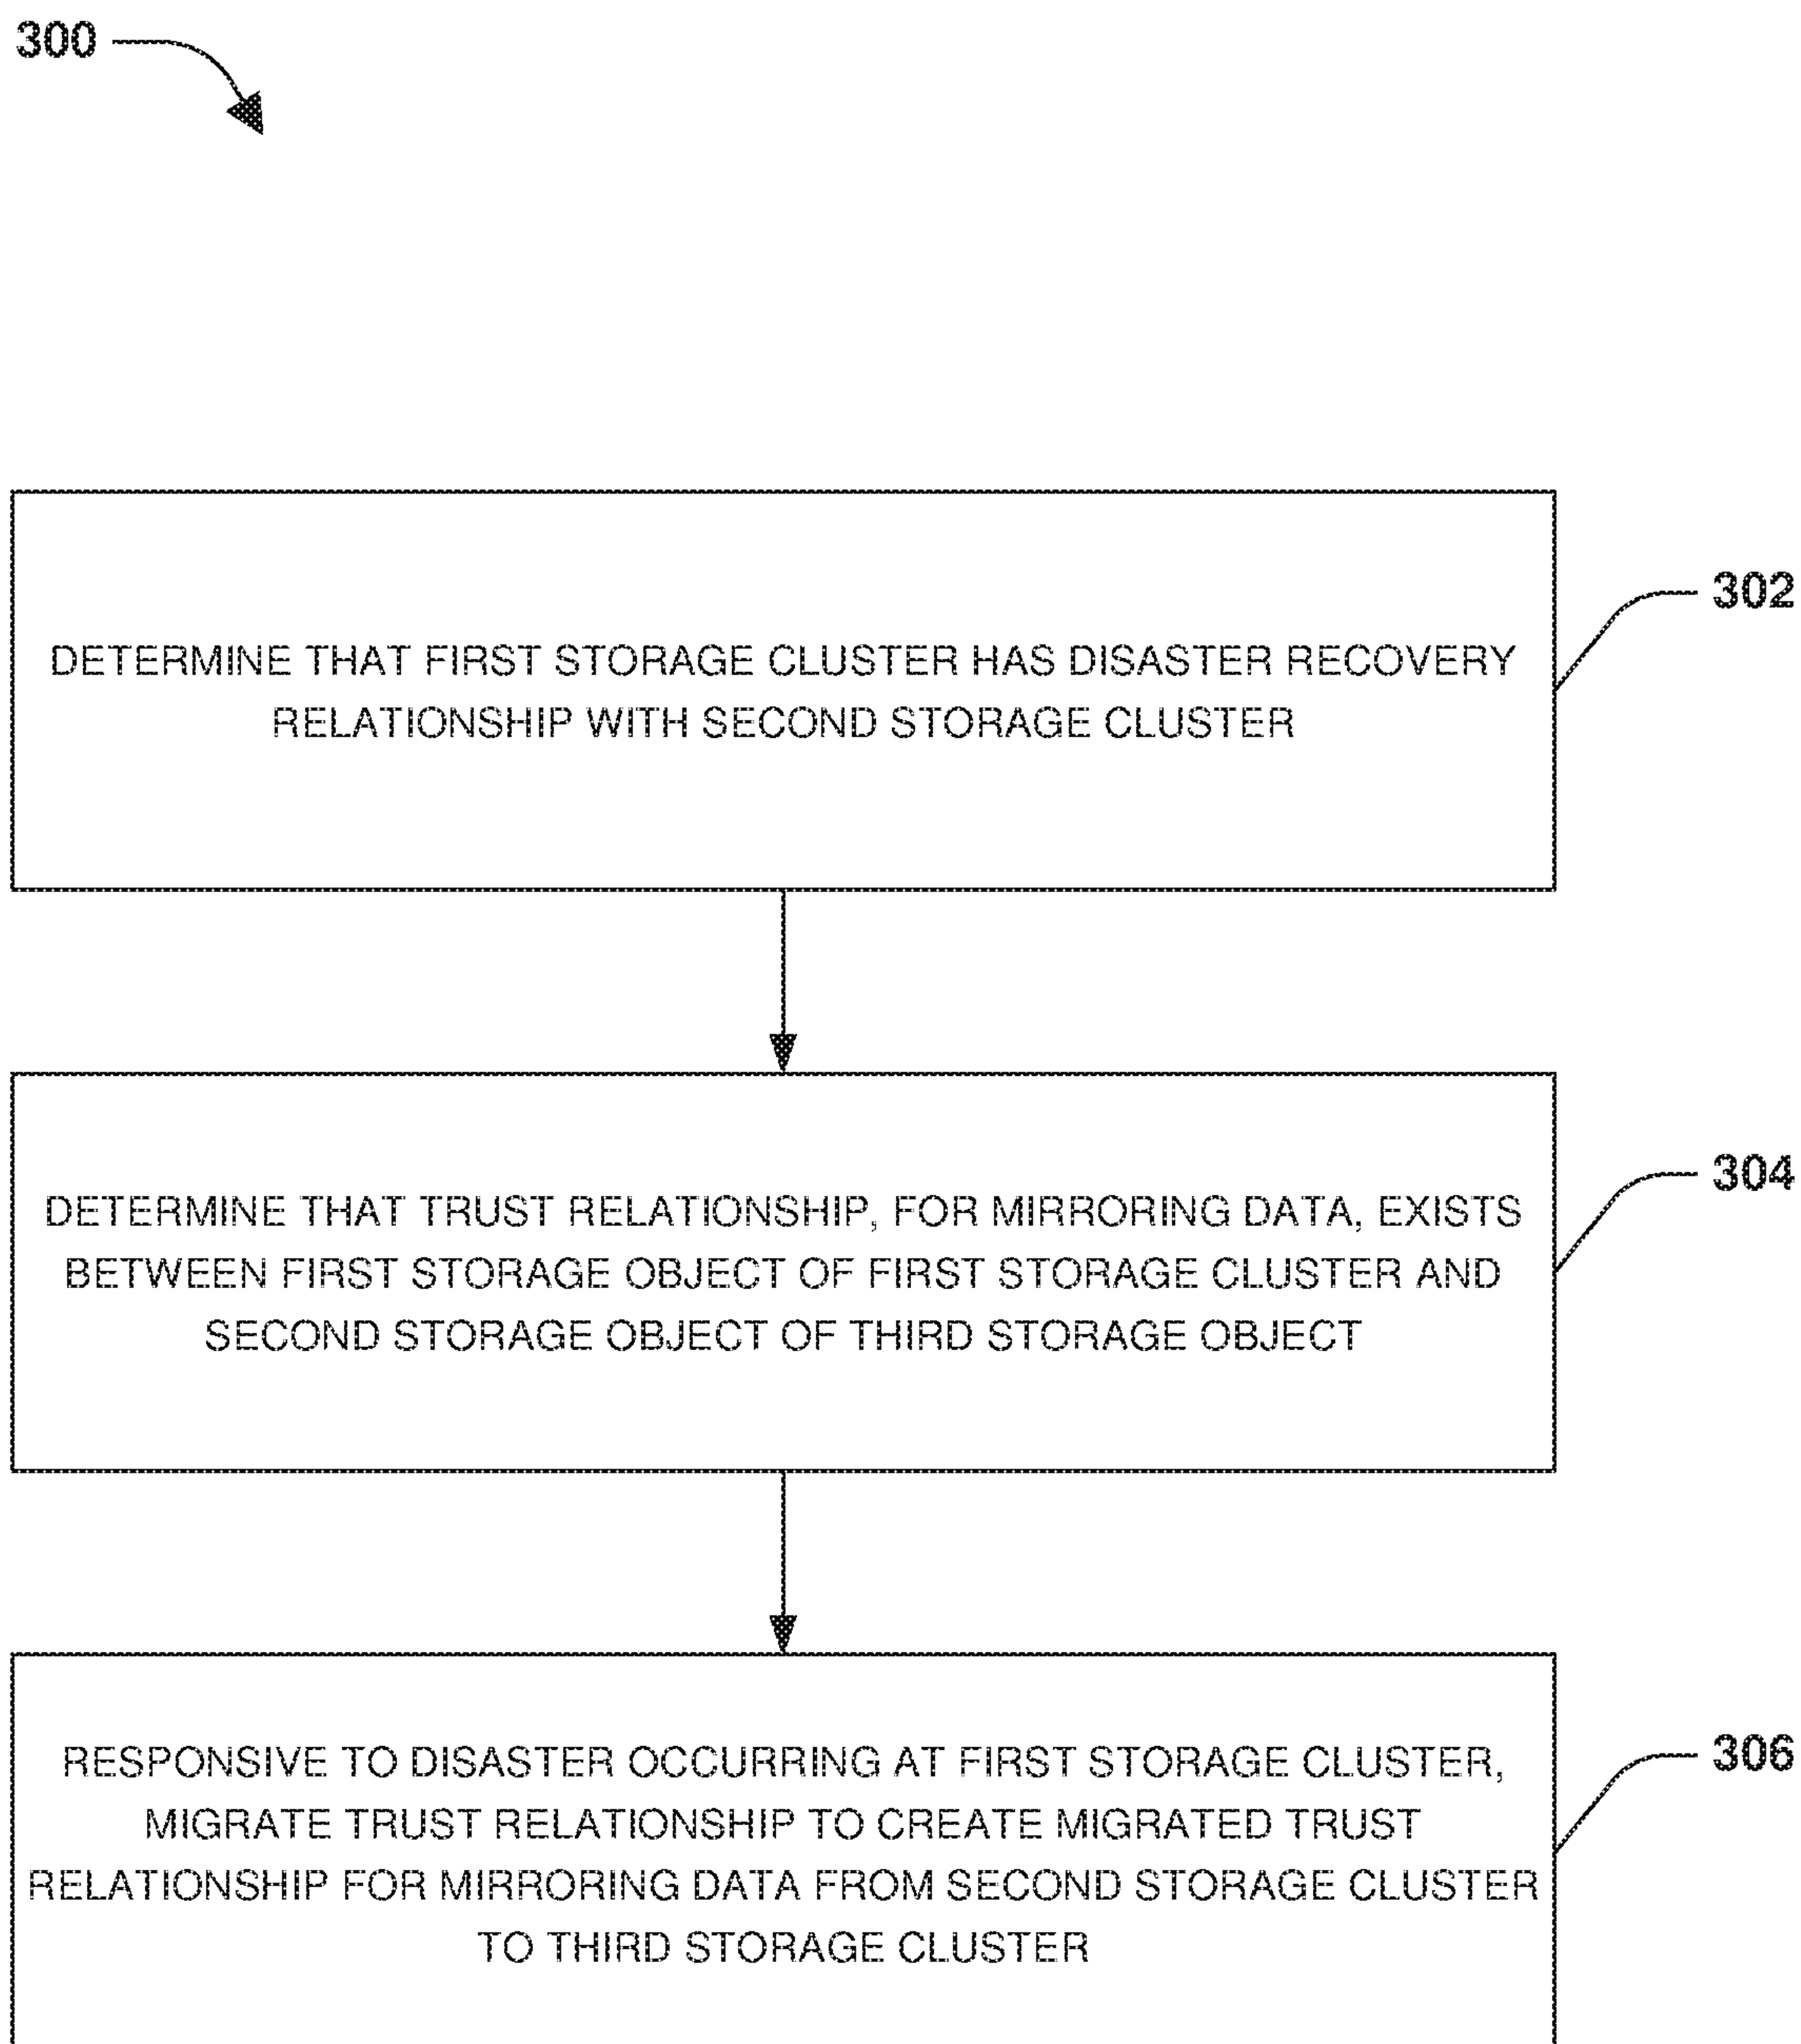 300
302
DETERMINE THAT FIRST STORAGE CLUSTER HAS DISASTER RECOVERY
RELATIONSHIP WITH SECOND STORAGE CLUSTER
304
DETERMINE THAT TRUST RELATIONSHIP, FOR MIRRORING DATA, EXISTS
BETWEEN FIRST STORAGE OBJECT OF FIRST STORAGE CLUSTER AND
SECOND STORAGE OBJECT OF THIRD STORAGE OBJECT
306
RESPONSIVE TO DISASTER OCCURRING AT FIRST STORAGE CLUSTER,
MIGRATE TRUST RELATIONSHIP TO CREATE MIGRATED TRUST
RELATIONSHIP FOR MIRRORING DATA FROM SECOND STORAGE CLUSTER
TO THIRD STORAGE CLUSTER